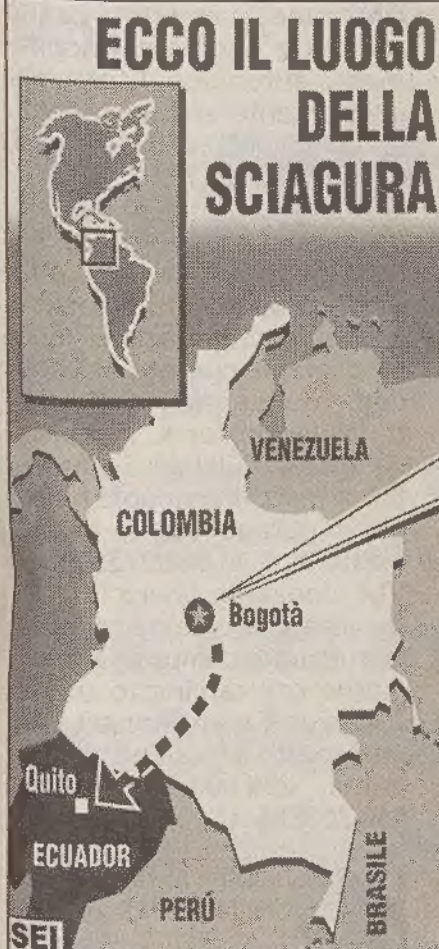 ECCO IL LUOGO
DELLA
SCIAGURA
VENEZUELA
COLOMBIA
Bogotà
Quito
ECUADOR
PERÚ
BRASILE
SEI